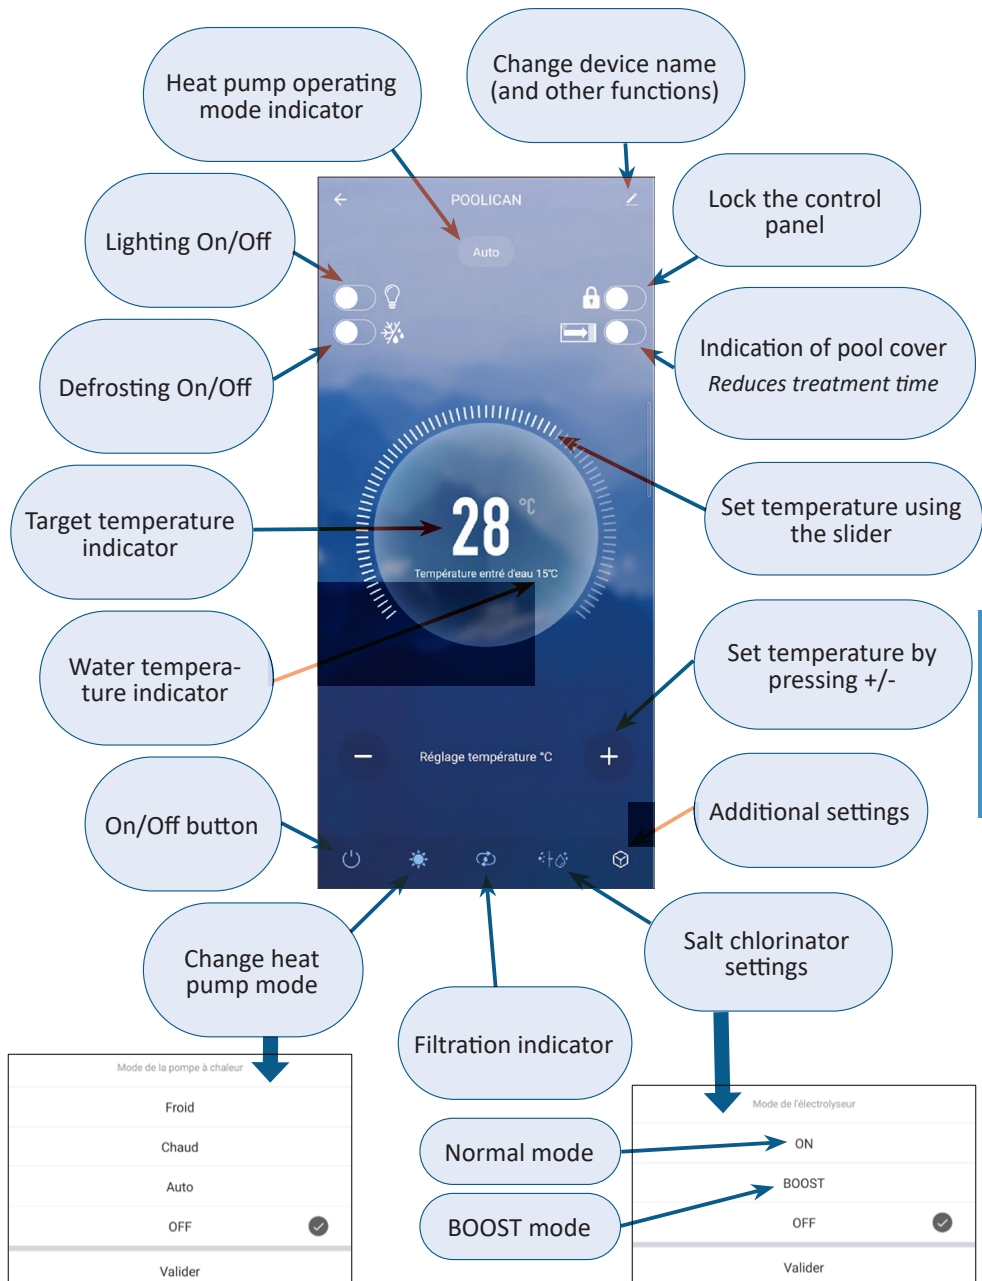 Heat pump operating
mode indicator
Change device name
(and other functions)
Lighting On/Off
Lock the control
panel
POOLICAN
Auto
Defrosting On/Off
Indication of pool cover
Reduces treatment time
Target temperature
indicator
28 °C
Température entré d'eau 15°C
Set temperature using
the slider
Water tempera-
ture indicator
Set temperature by
pressing +/-
− Réglage température °C +
On/Off button
Additional settings
Change heat
pump mode
Filtration indicator
Salt chlorinator
settings
Mode de la pompe à chaleur
Froid
Chaud
Auto
OFF
Valider
Normal mode
BOOST mode
Mode de l'électrolyseur
ON
BOOST
OFF
Valider